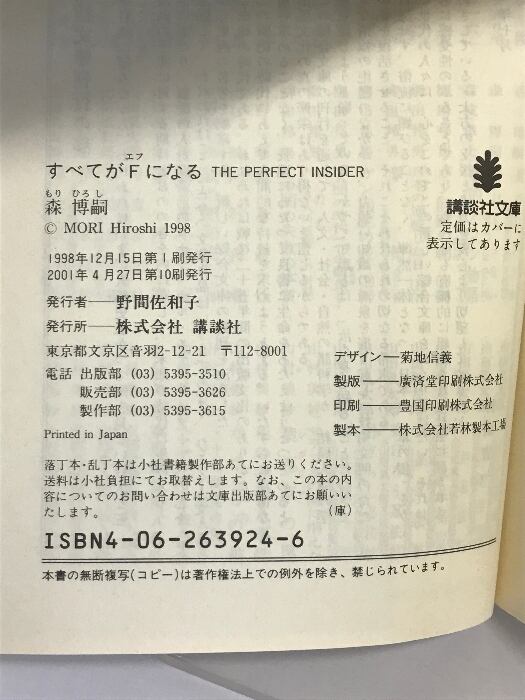 すべてがFになる THE PERFECT INSIDER
エフ
もり ひろし
森 博嗣
© MORI Hiroshi 1998
講談社文庫
定価はカバーに
表示してあります
1998年12月15日第1刷発行
2001年4月27日第10刷発行
発行者——野間佐和子
発行所——株式会社 講談社
東京都文京区音羽2-12-21 〒112-8001
電話 出版部 (03) 5395-3510
販売部 (03) 5395-3626
製作部 (03) 5395-3615
Printed in Japan
デザイン—菊地信義
製版———廣済堂印刷株式会社
印刷———豊国印刷株式会社
製本———株式会社若林製本工場
落丁本・乱丁本は小社書籍製作部あてにお送りください。
送料は小社負担にてお取替えします。なお、この本の内
容についてのお問い合わせは文庫出版部あてにお願いい
たします。 (庫)
ISBN4-06-263924-6
本書の無断複写(コピー)は著作権法上での例外を除き、禁じられています。